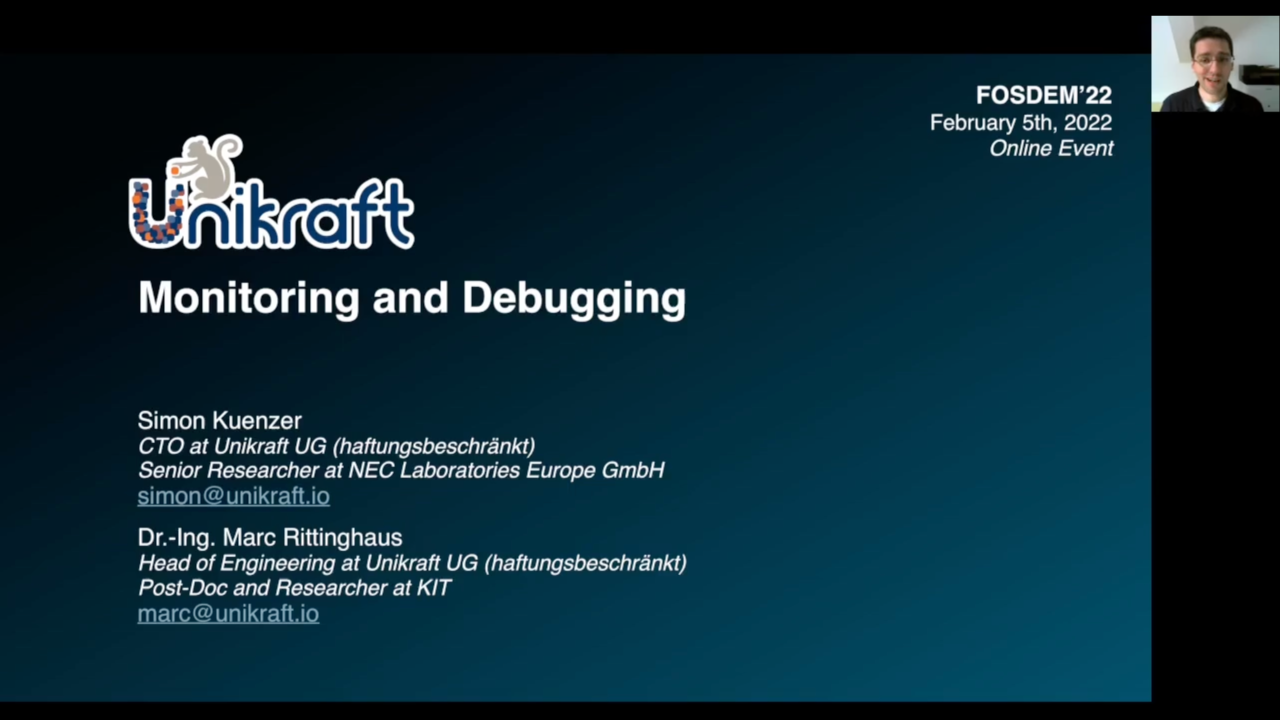 FOSDEM'22
February 5th, 2022
Online Event
Unikraft
Monitoring and Debugging
Simon Kuenzer
CTO at Unikraft UG (haftungsbeschränkt)
Senior Researcher at NEC Laboratories Europe GmbH
simon@unikraft.io
Dr.-Ing. Marc Rittinghaus
Head of Engineering at Unikraft UG (haftungsbeschränkt)
Post-Doc and Researcher at KIT
marc@unikraft.io